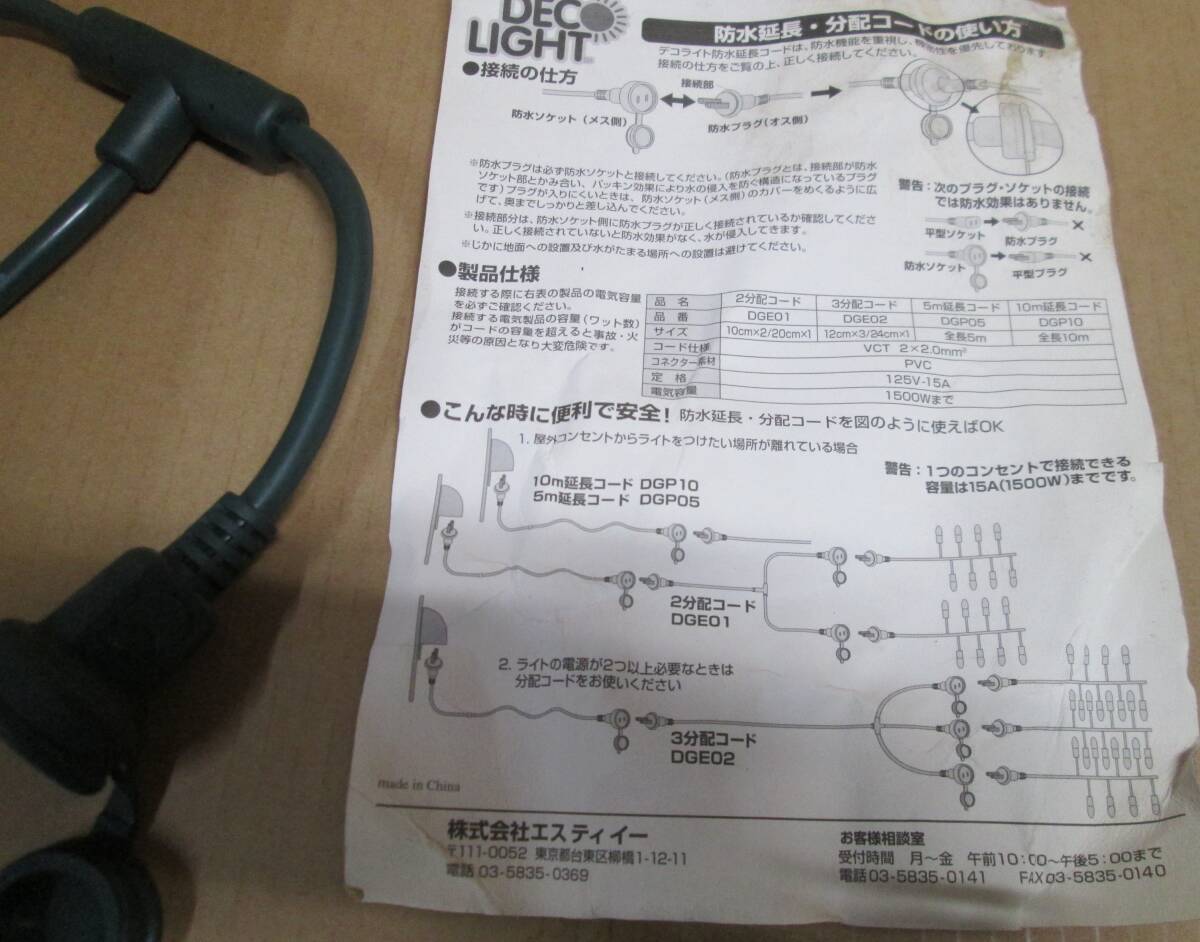 DECO
LIGHT
防水延長・分配コードの使い方
デコライト防水延長コードは、防水機能を重視し、機密性を優先しております。
接続の仕方をご覧の上、正しく接続してください。
●接続の仕方
接続部
防水ソケット(メス側)
防水プラグ(オス側)
※防水プラグは必ず防水ソケットと接続してください。(防水プラグとは、接続部が防水
ソケット部とかみ合い、パッキン効果により水の侵入を防ぐ構造になっているプラグ
です)プラグが入りにくいときは、防水ソケット(メス側)のカバーをめくるように広
げて、奥までしっかりと差し込んでください。
※接続部分は、防水ソケット側に防水プラグが正しく接続されているか確認してくださ
い。正しく接続されていないと防水効果がなく、水が侵入してきます。
※じかに地面への設置及び水がたまる場所への設置は避けてください。
警告:次のプラグ・ソケットの接続
では防水効果はありません。
平型ソケット 防水プラグ ×
防水ソケット 平型プラグ ×
●製品仕様
接続する際に右表の製品の電気容量
を必ずご確認ください。
接続する電気製品の容量(ワット数)
がコードの容量を超えると事故・火
災等の原因となり大変危険です。
品 名 2分配コード 3分配コード 5m延長コード 10m延長コード
品 番 DGE01 DGE02 DGP05 DGP10
サイズ 10cm×2/20cm×1 12cm×3/24cm×1 全長5m 全長10m
コード仕様 VCT 2×2.0mm²
コネクター素材 PVC
定 格 125V-15A
電気容量 1500Wまで
●こんな時に便利で安全! 防水延長・分配コードを図のように使えばOK
1. 屋外コンセントからライトをつけたい場所が離れている場合
警告:1つのコンセントで接続できる
容量は15A(1500W)までです。
10m延長コード DGP10
5m延長コード DGP05
2分配コード
DGE01
2. ライトの電源が2つ以上必要なときは
分配コードをお使いください
3分配コード
DGE02
made in China
株式会社エスティイー
〒111-0052 東京都台東区柳橋1-12-11
電話 03-5835-0369
お客様相談室
受付時間 月〜金 午前10:00〜午後5:00まで
電話03-5835-0141 FAX03-5835-0140